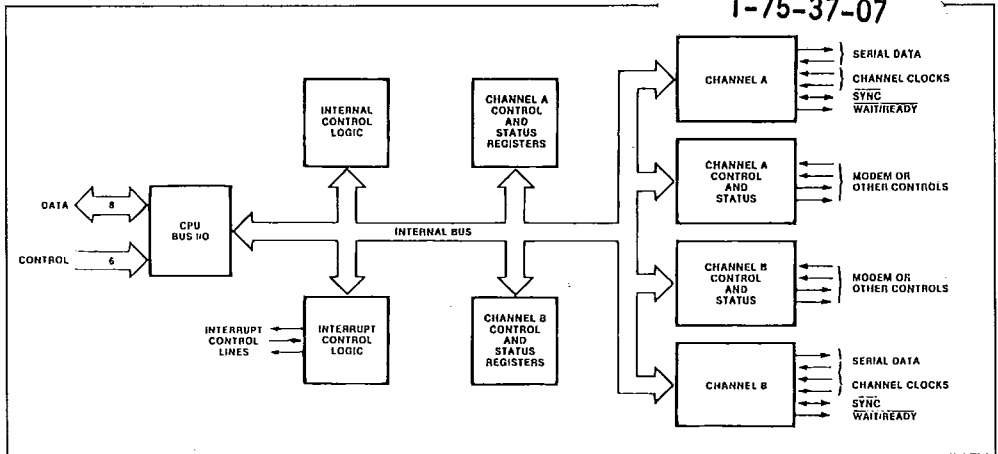 T-75-37-07
INTERNAL
CONTROL
LOGIC
CHANNEL A
CONTROL
AND
STATUS
REGISTERS
CHANNEL A
SERIAL DATA
CHANNEL CLOCKS
SYNC
WAIT/READY
CHANNEL A
CONTROL
AND
STATUS
MODEM OR
OTHER CONTROLS
DATA
8
CPU
BUS I/O
INTERNAL BUS
CONTROL
6
CHANNEL B
CONTROL
AND
STATUS
MODEM OR
OTHER CONTROLS
INTERRUPT
CONTROL
LINES
INTERRUPT
CONTROL
LOGIC
CHANNEL B
CONTROL
AND
STATUS
REGISTERS
CHANNEL B
SERIAL DATA
CHANNEL CLOCKS
SYNC
WAIT/READY